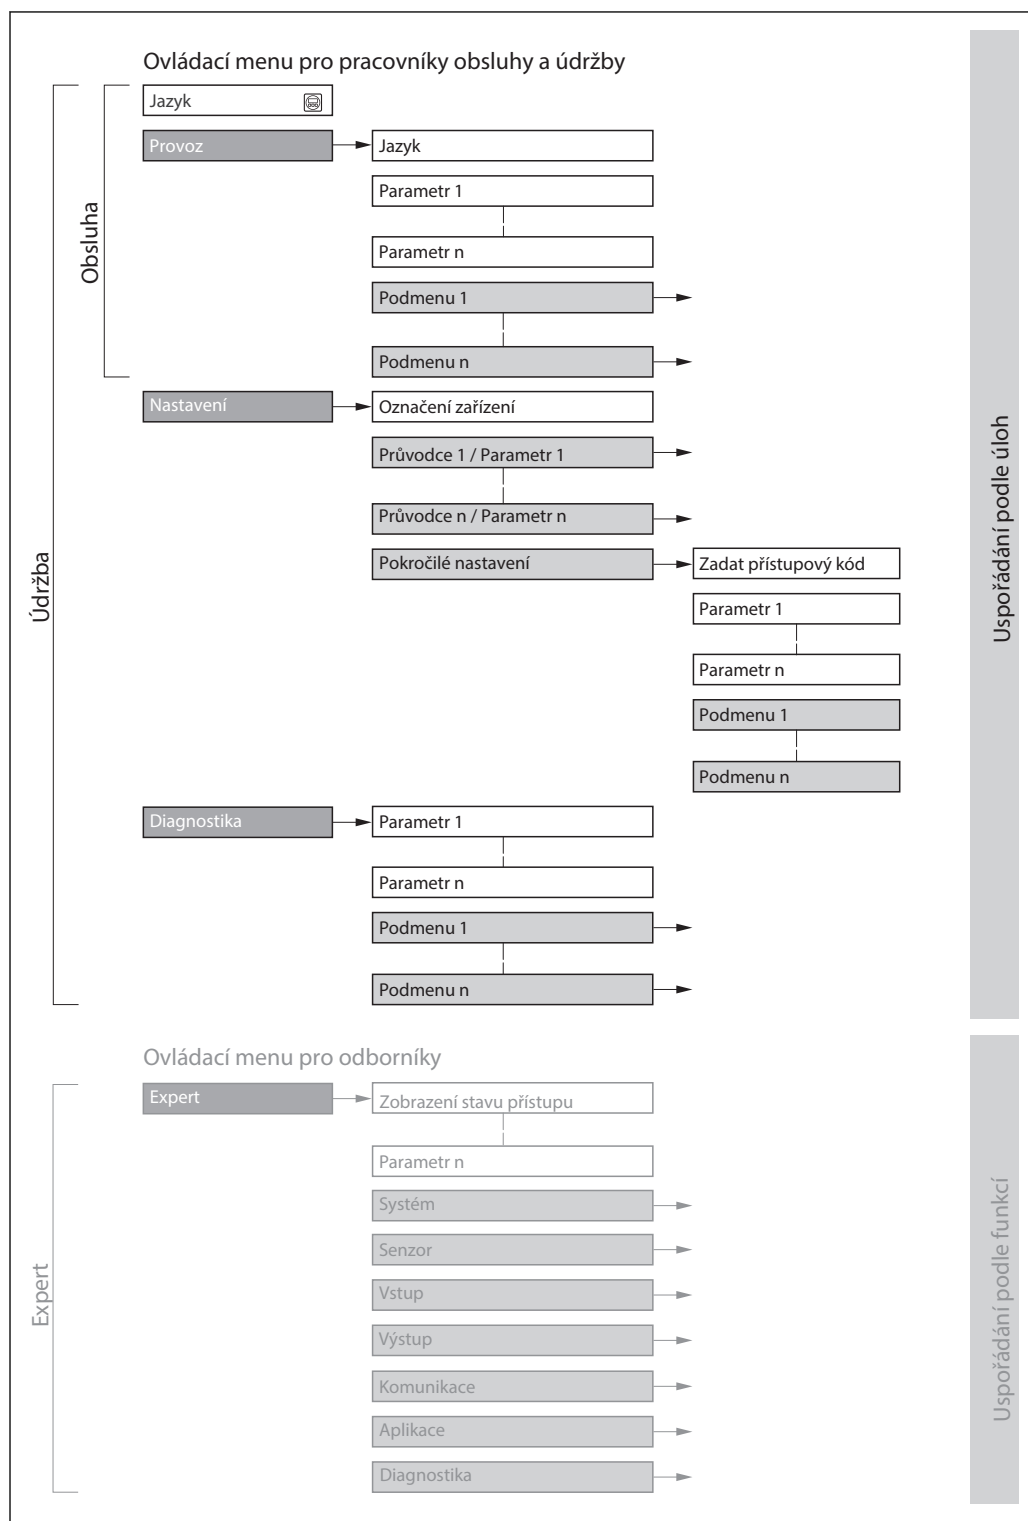 Ovládací menu pro pracovníky obsluhy a údržby
Jazyk
Provoz
Jazyk
Parametr 1
Parametr n
Podmenu 1
Podmenu n
Obsluha
Nastavení
Označení zařízení
Průvodce 1 / Parametr 1
Průvodce n / Parametr n
Pokročilé nastavení
Zadat přístupový kód
Parametr 1
Parametr n
Podmenu 1
Podmenu n
Údržba
Diagnostika
Parametr 1
Parametr n
Podmenu 1
Podmenu n
Uspořádání podle úloh
Ovládací menu pro odborníky
Expert
Zobrazení stavu přístupu
Parametr n
Systém
Senzor
Vstup
Výstup
Komunikace
Aplikace
Diagnostika
Expert
Uspořádání podle funkcí